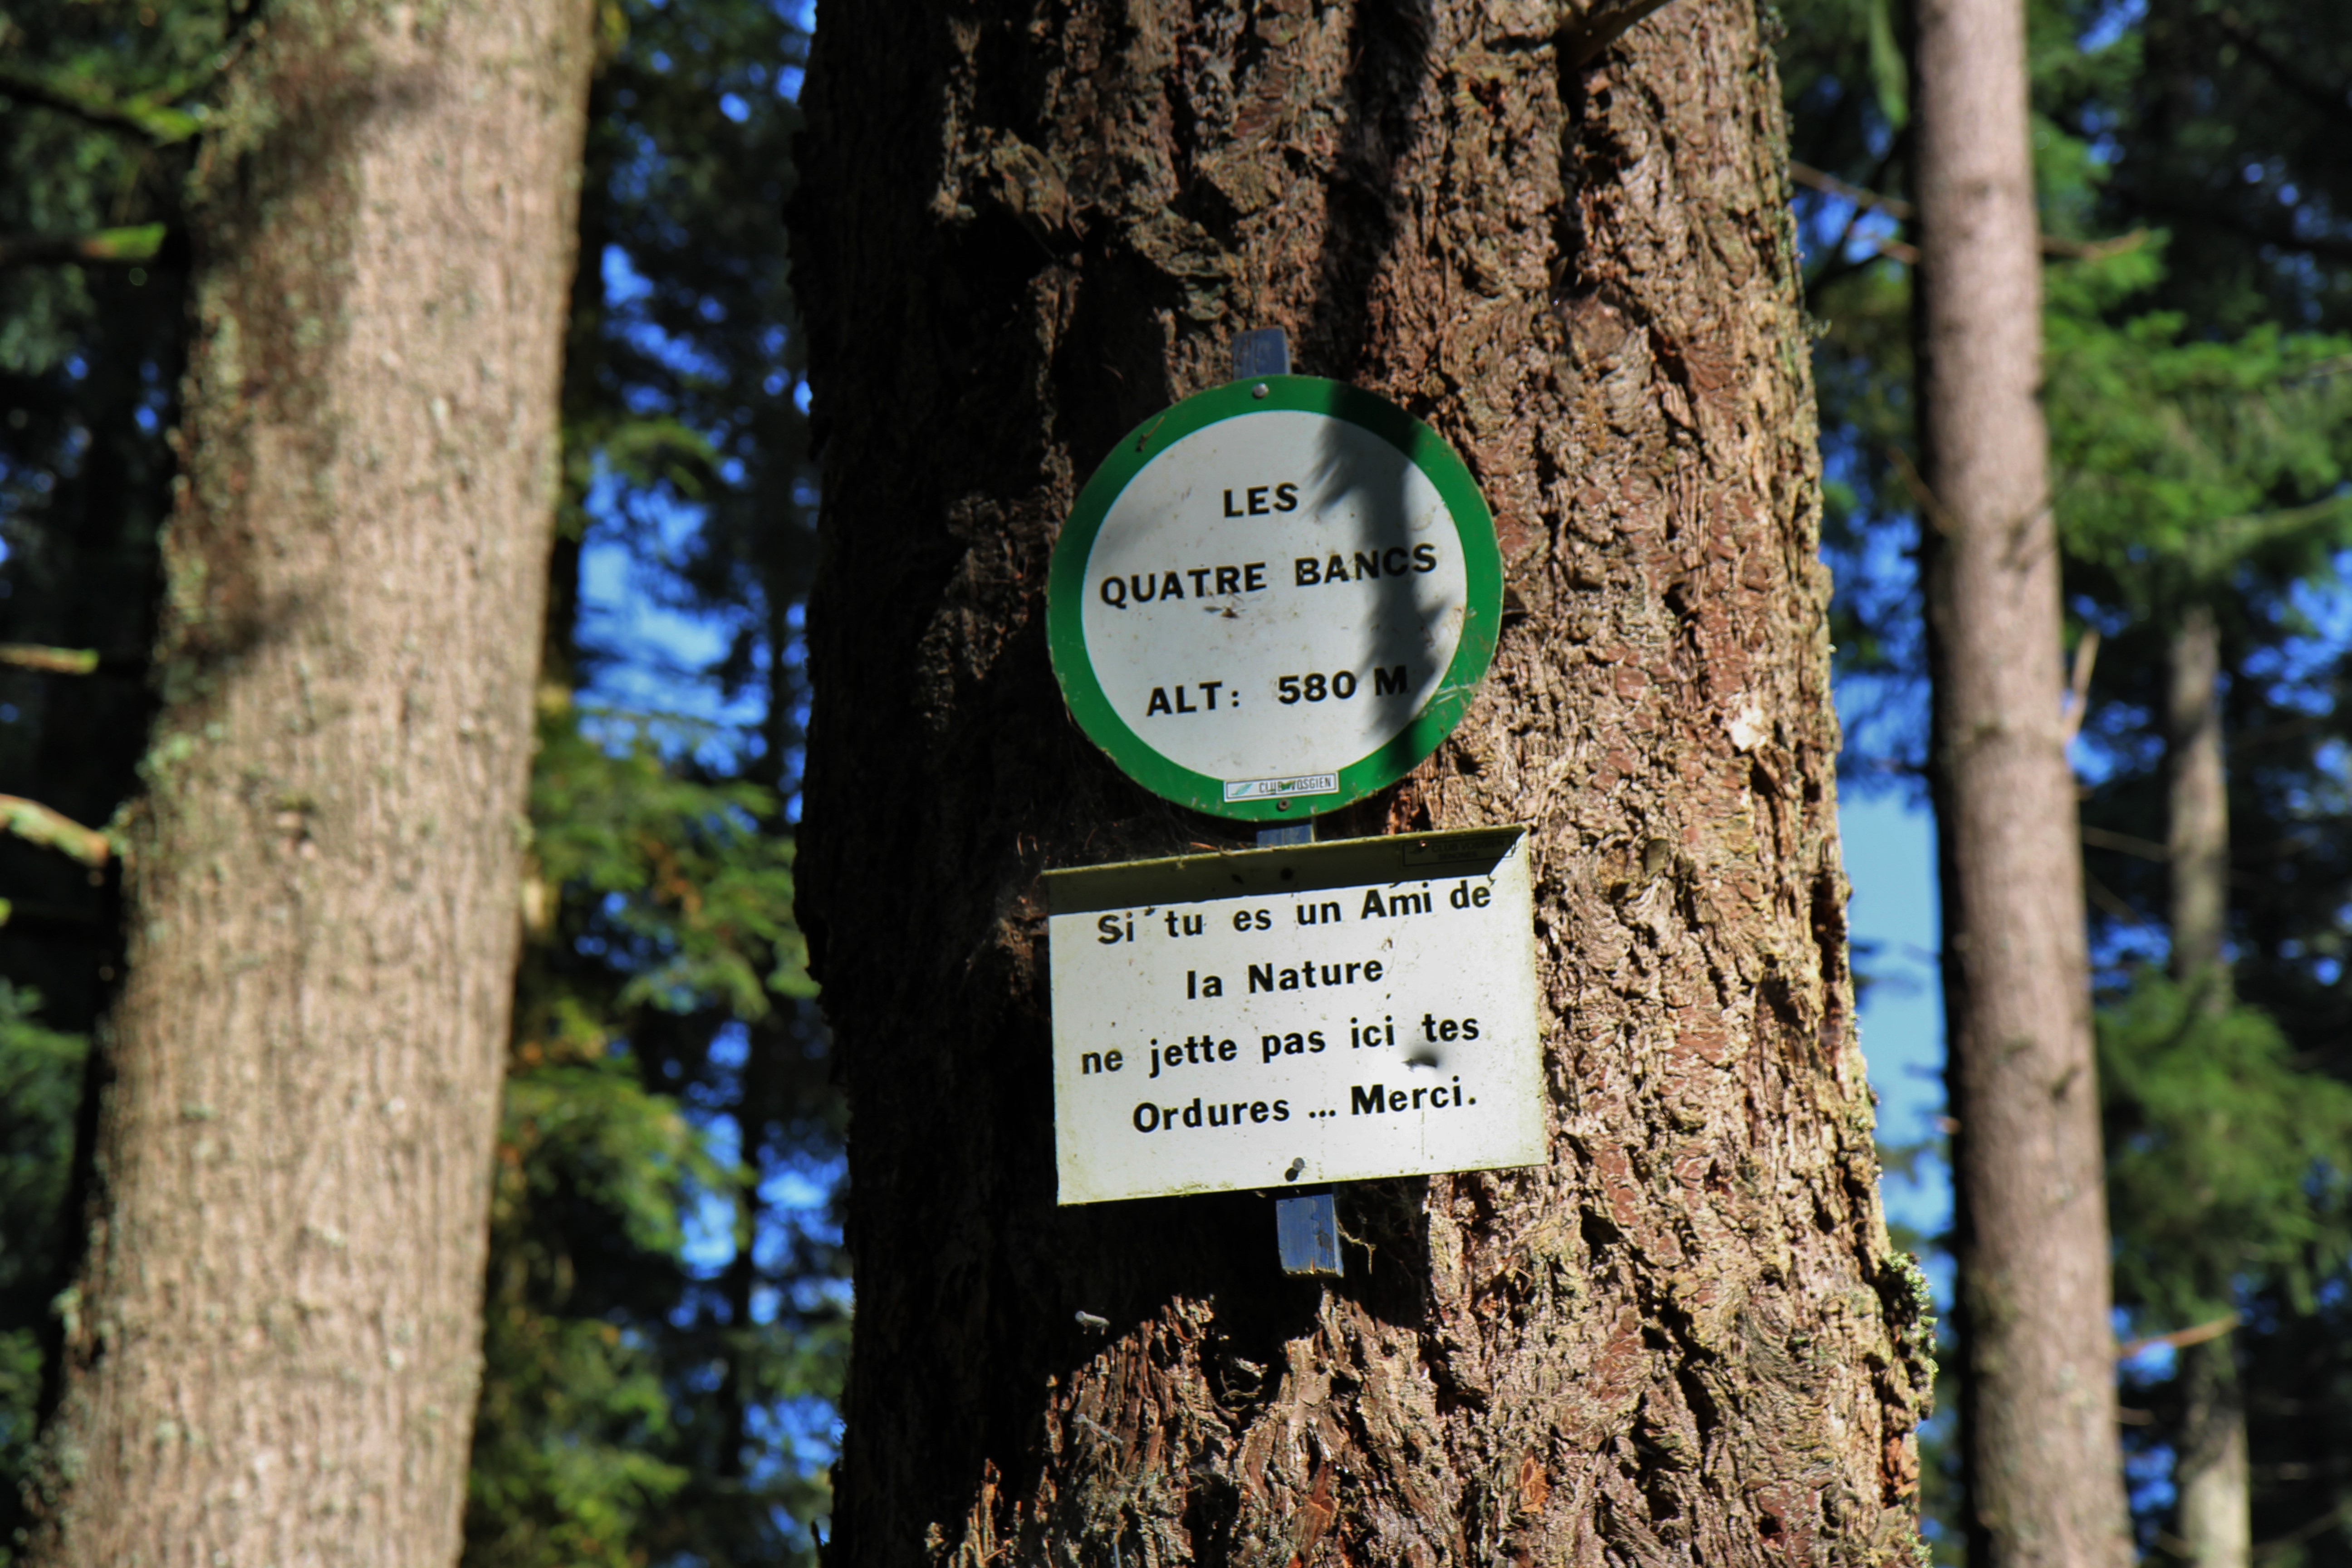 LES
QUATRE BANCS
ALT: 580 M
CLUB VOSGIEN
Si tu es un Ami de
la Nature
ne jette pas ici tes
Ordures ... Merci.